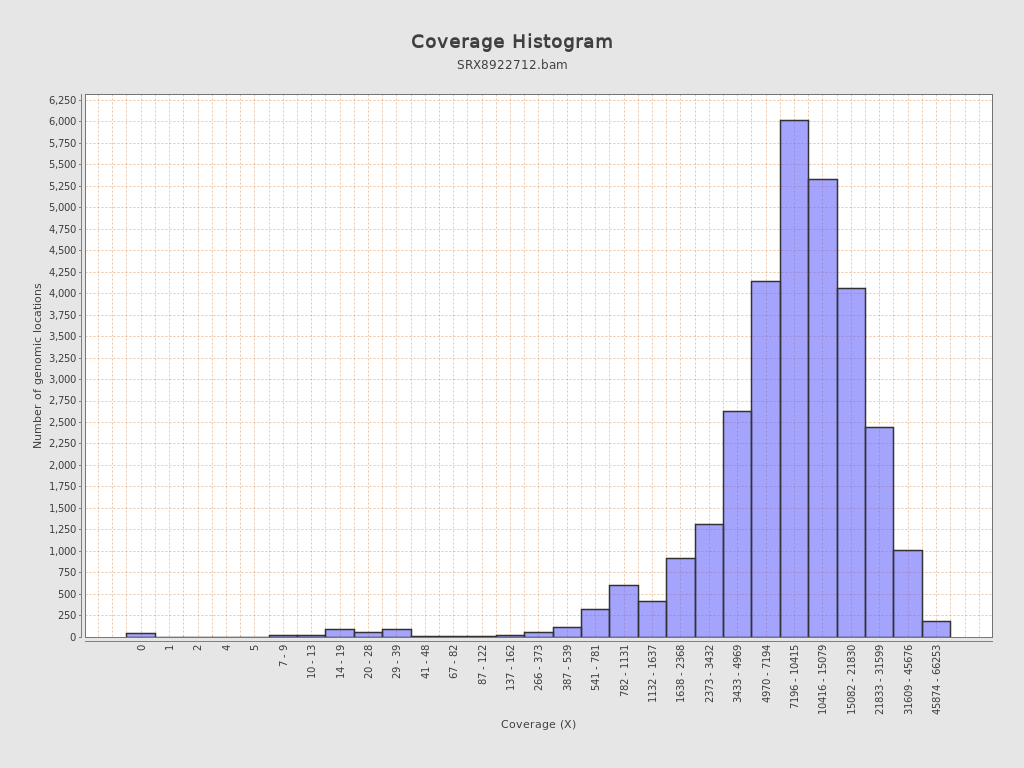 Coverage Histogram
SRX8922712.bam
6,250
6,000
5,750
5,500
5,250
5,000
4,750
4,500
4,250
4,000
3,750
3,500
3,250
3,000
2,750
2,500
2,250
2,000
1,750
1,500
1,250
1,000
750
500
250
0
Number of genomic locations
0
1
2
4
5
7 - 9
10 - 13
14 - 19
20 - 28
29 - 39
41 - 48
67 - 82
87 - 122
137 - 162
266 - 373
387 - 539
541 - 781
782 - 1131
1132 - 1637
1638 - 2368
2373 - 3432
3433 - 4969
4970 - 7194
7196 - 10415
10416 - 15079
15082 - 21830
21833 - 31599
31609 - 45676
45874 - 66253
Coverage (X)